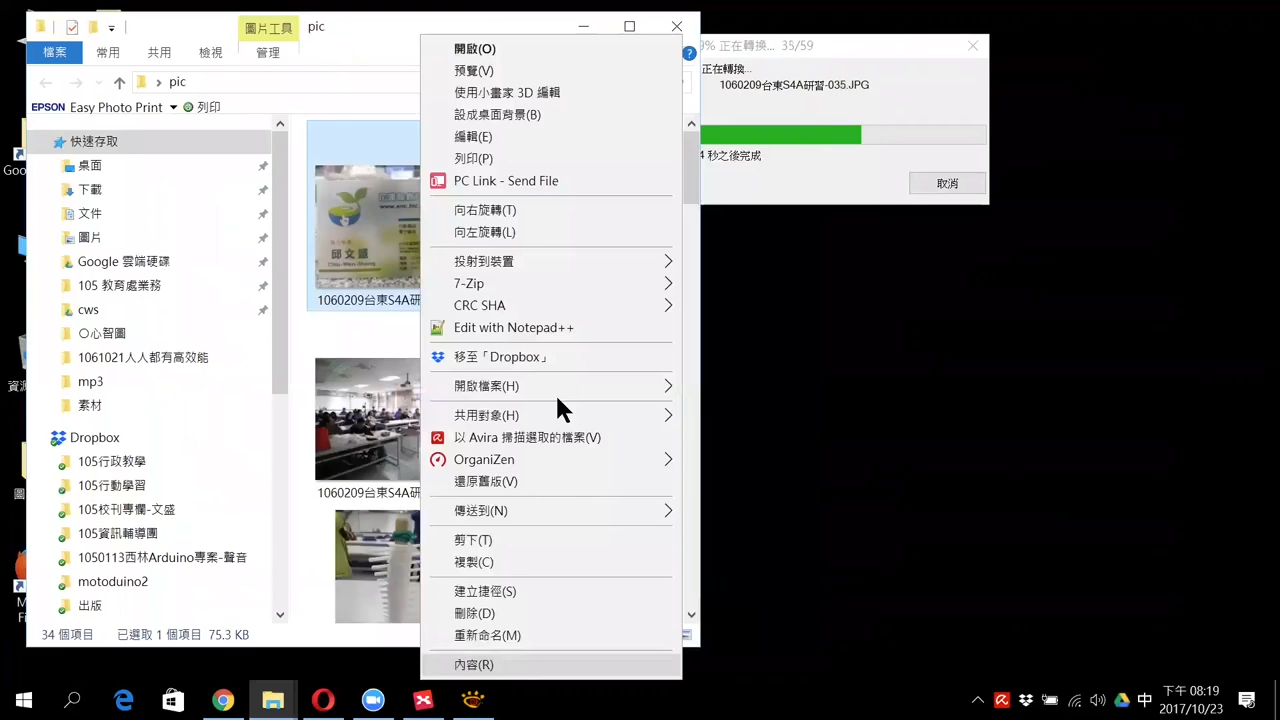 圖片工具
pic
檔案
常用
共用
檢視
管理
pic
EPSON Easy Photo Print
列印
快速存取
桌面
下載
文件
圖片
Google 雲端硬碟
105 教育處業務
cws
○心智圖
1061021人人都有高效能
mp3
素材
Dropbox
105行政教學
105行動學習
105校刊專欄-文盛
105資訊輔導團
1050113西林Arduino專案-聲音
motoduino2
出版
邱文盛
1060209台東S4A研
1060209台東S4A研
34 個項目
已選取 1 個項目
75.3 KB
開啟(O)
預覽(V)
使用小畫家 3D 編輯
設成桌面背景(B)
編輯(E)
列印(P)
PC Link - Send File
向右旋轉(T)
向左旋轉(L)
投射到裝置
7-Zip
CRC SHA
Edit with Notepad++
移至「Dropbox」
開啟檔案(H)
共用對象(H)
以 Avira 掃描選取的檔案(V)
OrganiZen
還原舊版(V)
傳送到(N)
剪下(T)
複製(C)
建立捷徑(S)
刪除(D)
重新命名(M)
內容(R)
9% 正在轉換... 35/59
正在轉換...
1060209台東S4A研習-035.JPG
4 秒之後完成
取消
Goo
資源
圖
M
Fi
中
下午 08:19
2017/10/23